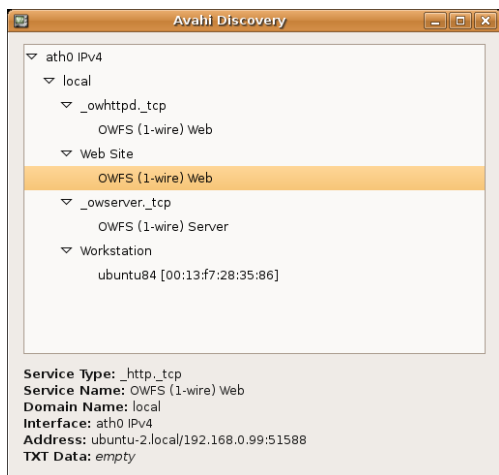 Avahi Discovery
ath0 IPv4
local
_owhttpd._tcp
OWFS (1-wire) Web
Web Site
OWFS (1-wire) Web
_owserver._tcp
OWFS (1-wire) Server
Workstation
ubuntu84 [00:13:f7:28:35:86]
Service Type: _http._tcp
Service Name: OWFS (1-wire) Web
Domain Name: local
Interface: ath0 IPv4
Address: ubuntu-2.local/192.168.0.99:51588
TXT Data: empty